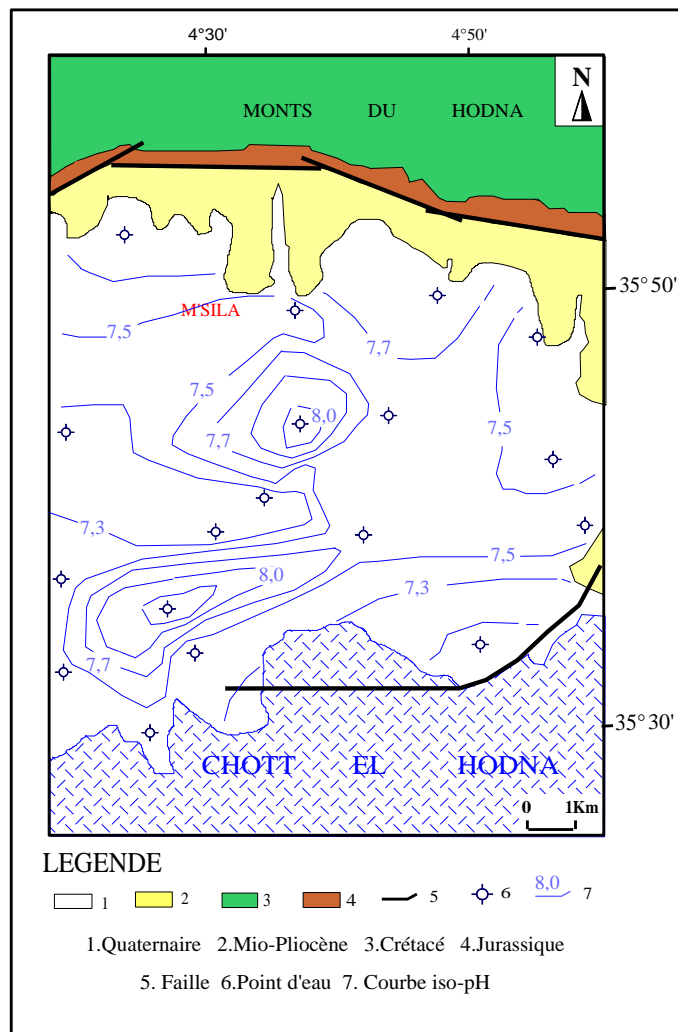 4°30' 4°50'
N
MONTS DU HODNA
35°50'
M'SILA
7,5
7,7
7,5
8,0
7,5
7,7
7,3
7,5
8,0
7,3
7,7
35°30'
CHOTT EL HODNA
0 1Km
LEGENDE
1 2 3 4 5 6 8,0 7
1.Quaternaire 2.Mio-Pliocène 3.Crétacé 4.Jurassique
5. Faille 6.Point d'eau 7. Courbe iso-pH